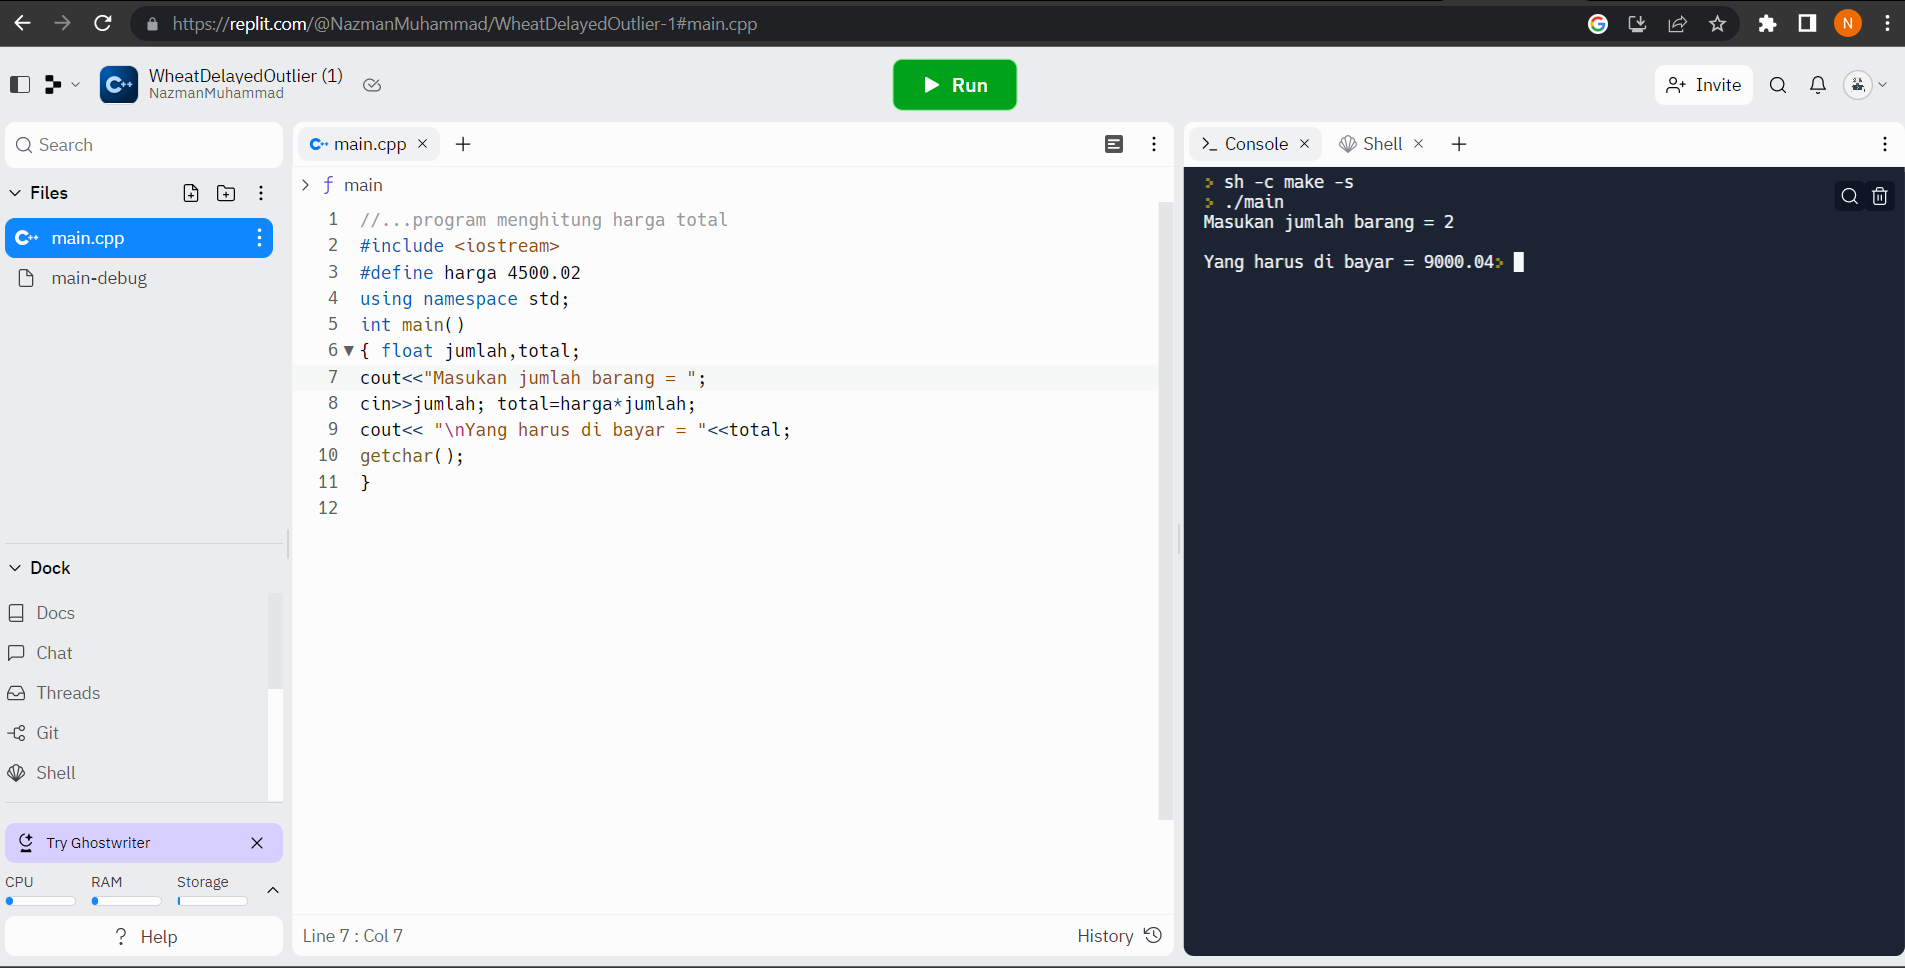 https://replit.com/@NazmanMuhammad/WheatDelayedOutlier-1#main.cpp
N
C++
WheatDelayedOutlier (1)
NazmanMuhammad
Run
Invite
Search
Files
C++ main.cpp
main-debug
Dock
Docs
Chat
Threads
Git
Shell
Try Ghostwriter
CPU RAM Storage
? Help
C++ main.cpp
main
1 //...program menghitung harga total
2 #include <iostream>
3 #define harga 4500.02
4 using namespace std;
5 int main()
6 { float jumlah,total;
7 cout<<"Masukan jumlah barang = ";
8 cin>>jumlah; total=harga*jumlah;
9 cout<< "\nYang harus di bayar = "<<total;
10 getchar();
11 }
12
Line 7 : Col 7
History
Console
Shell
> sh -c make -s
> ./main
Masukan jumlah barang = 2
Yang harus di bayar = 9000.04>